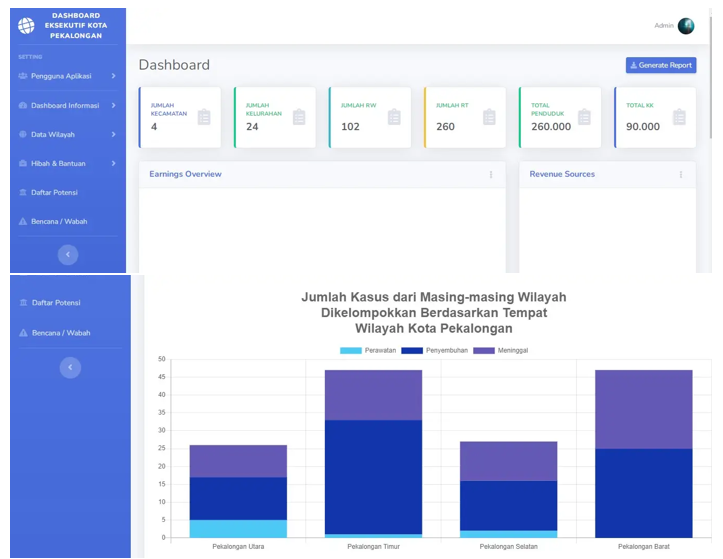 DASHBOARD
EKSEKUTIF KOTA
PEKALONGAN
Admin
SETTING
Pengguna Aplikasi
Dashboard Informasi
Data Wilayah
Hibah & Bantuan
Daftar Potensi
Bencana / Wabah
Dashboard
Generate Report
JUMLAH
KECAMATAN
4
JUMLAH
KELURAHAN
24
JUMLAH RW
102
JUMLAH RT
260
TOTAL
PENDUDUK
260.000
TOTAL KK
90.000
Earnings Overview
Revenue Sources
Daftar Potensi
Bencana / Wabah
Jumlah Kasus dari Masing-masing Wilayah
Dikelompokkan Berdasarkan Tempat
Wilayah Kota Pekalongan
Perawatan Penyembuhan Meninggal
50
45
40
35
30
25
20
15
10
5
0
Pekalongan Utara Pekalongan Timur Pekalongan Selatan Pekalongan Barat